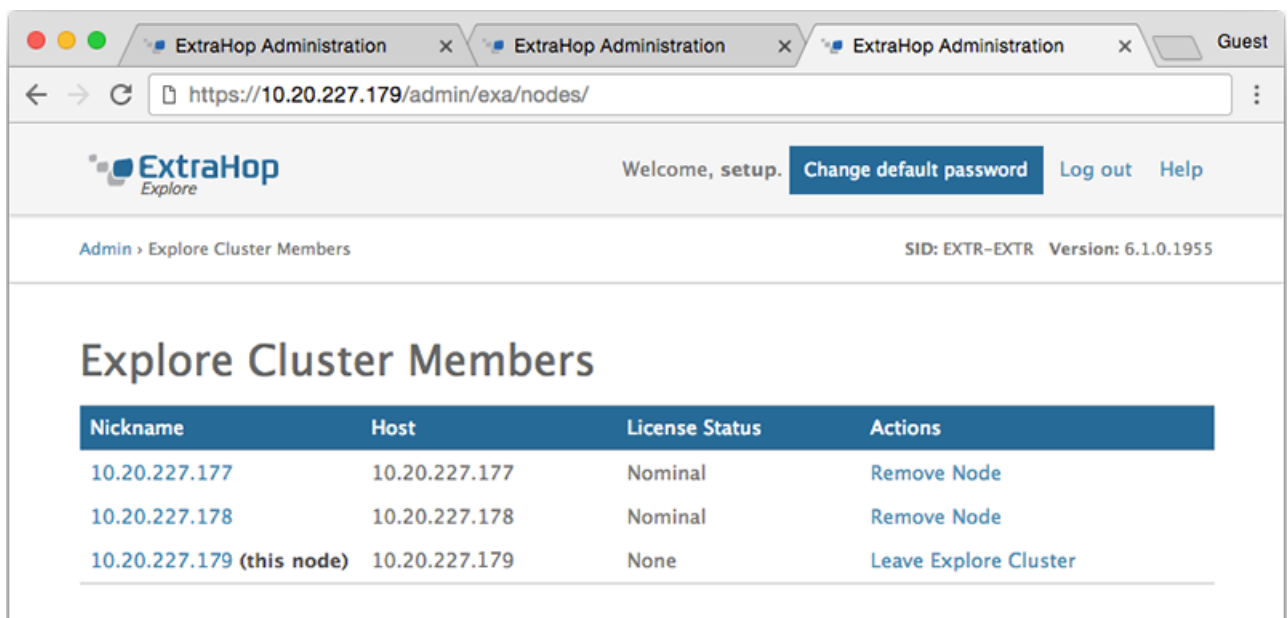 ExtraHop Administration × ExtraHop Administration × ExtraHop Administration × Guest
https://10.20.227.179/admin/exa/nodes/
ExtraHop
Explore
Welcome, setup. Change default password Log out Help
Admin › Explore Cluster Members SID: EXTR-EXTR Version: 6.1.0.1955
Explore Cluster Members
Nickname Host License Status Actions
10.20.227.177 10.20.227.177 Nominal Remove Node
10.20.227.178 10.20.227.178 Nominal Remove Node
10.20.227.179 (this node) 10.20.227.179 None Leave Explore Cluster